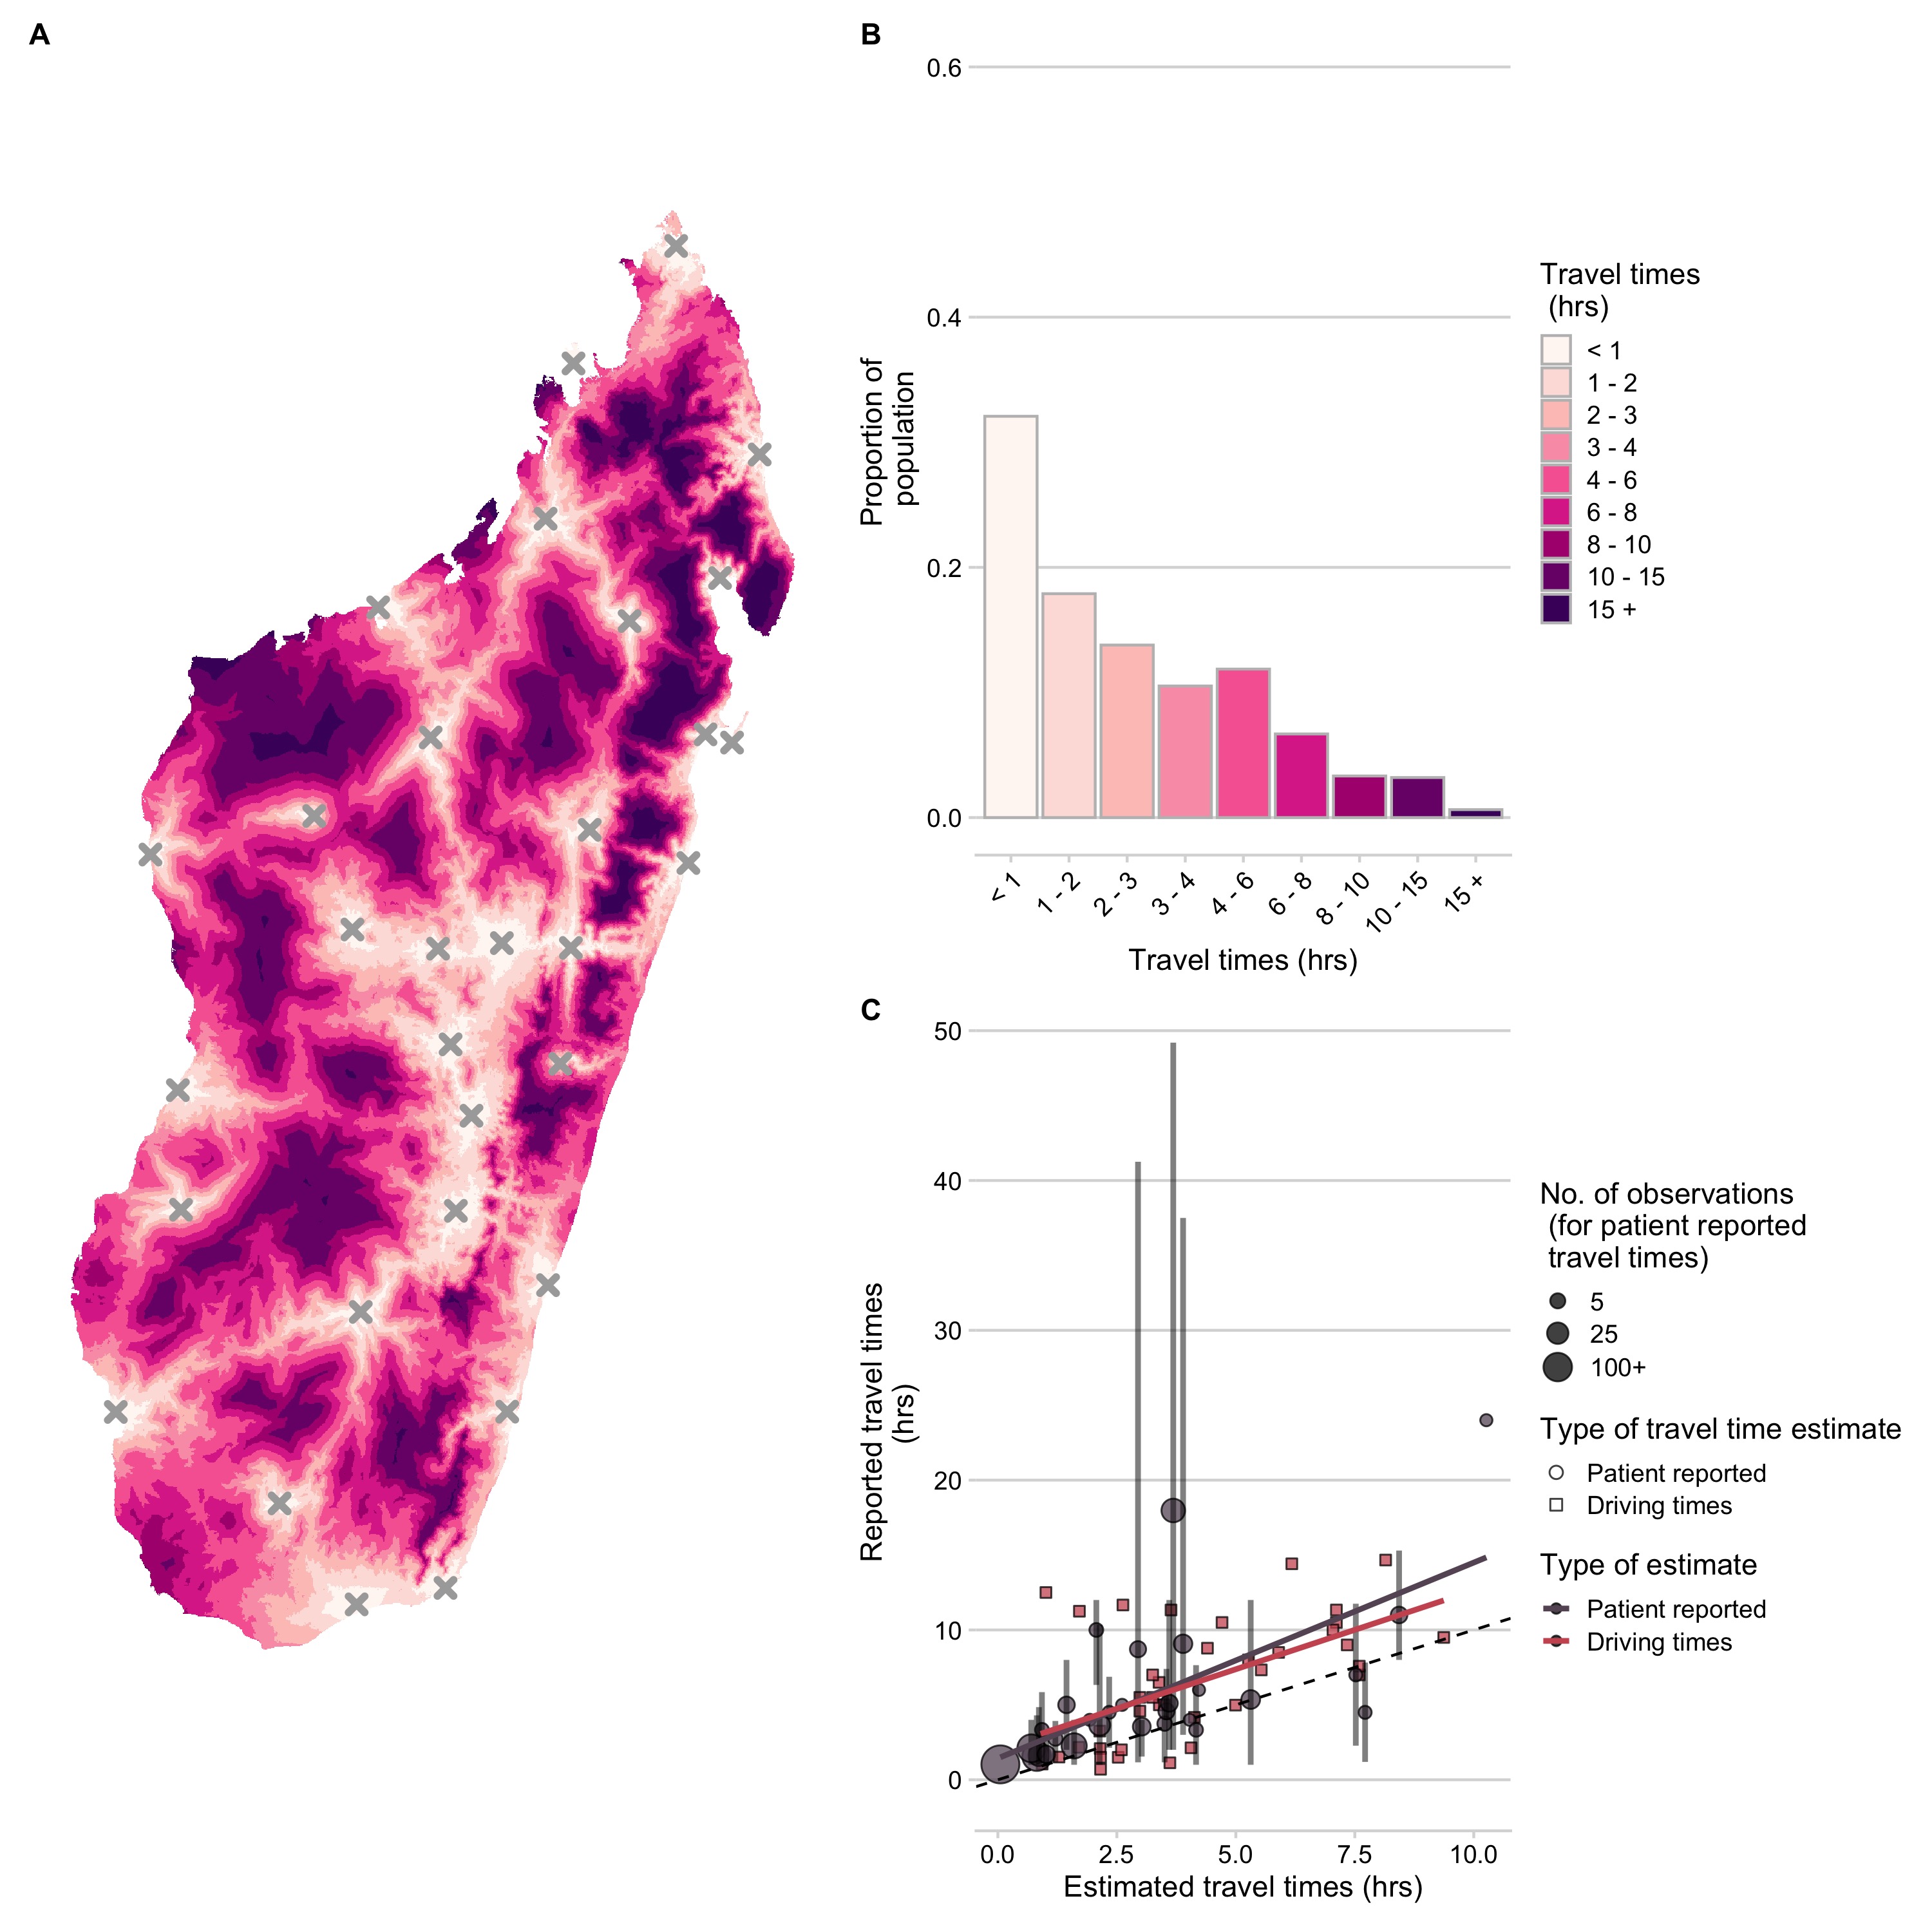 A
B
0.6
0.4
0.2
0.0
Proportion of
population
< 1
1 - 2
2 - 3
3 - 4
4 - 6
6 - 8
8 - 10
10 - 15
15 +
Travel times (hrs)
Travel times
(hrs)
< 1
1 - 2
2 - 3
3 - 4
4 - 6
6 - 8
8 - 10
10 - 15
15 +
C
50
40
30
20
10
0
Reported travel times
(hrs)
0.0
2.5
5.0
7.5
10.0
Estimated travel times (hrs)
No. of observations
(for patient reported
travel times)
5
25
100+
Type of travel time estimate
Patient reported
Driving times
Type of estimate
Patient reported
Driving times